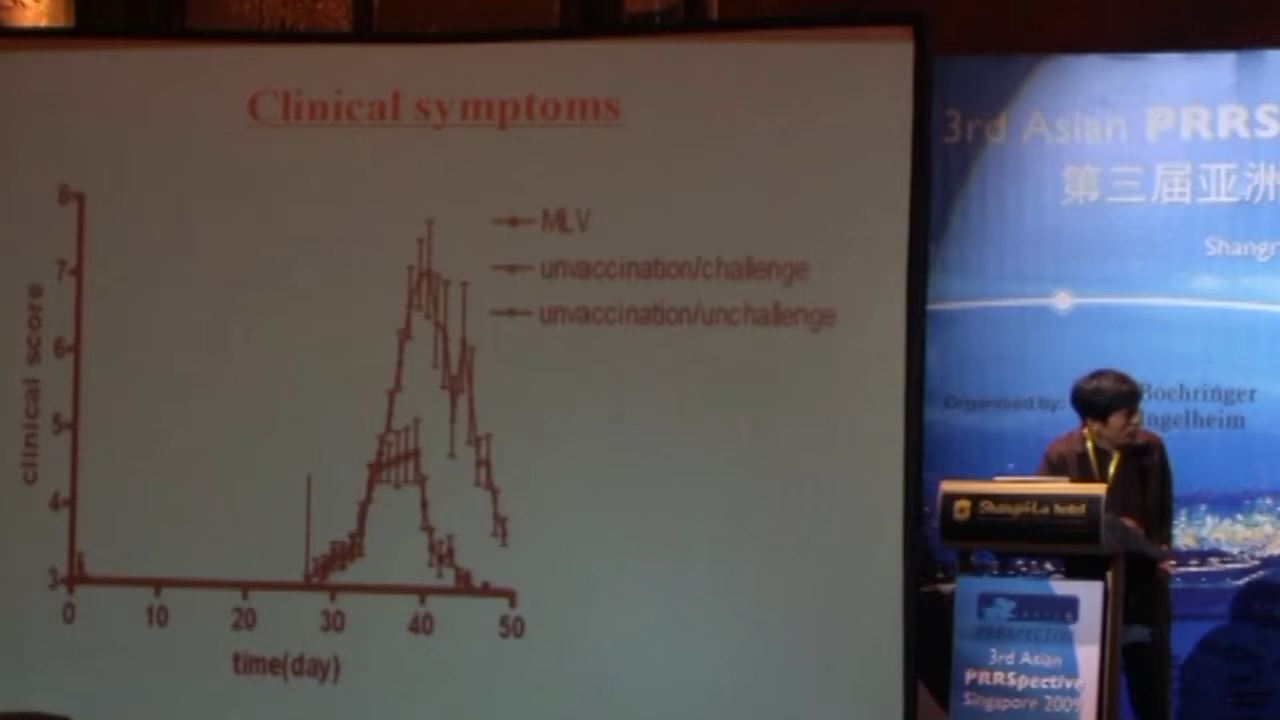 Clinical symptoms
MLV
unvaccination/challenge
unvaccination/unchallenge
clinical score
8
7
6
5
4
3
0 10 20 30 40 50
time(day)
3rd Asian PRRS
第三届亚洲
Shangr
Organised by:
Boehringer
Ingelheim
Shangri-La hotel
3rd Asian
PRRSpective
Singapore 2009